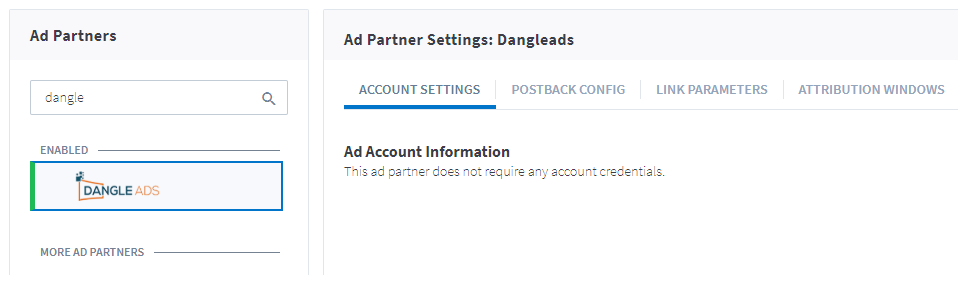 Ad Partners
dangle
ENABLED
DANGLE ADS
MORE AD PARTNERS
Ad Partner Settings: Dangleads
ACCOUNT SETTINGS POSTBACK CONFIG LINK PARAMETERS ATTRIBUTION WINDOWS
Ad Account Information
This ad partner does not require any account credentials.